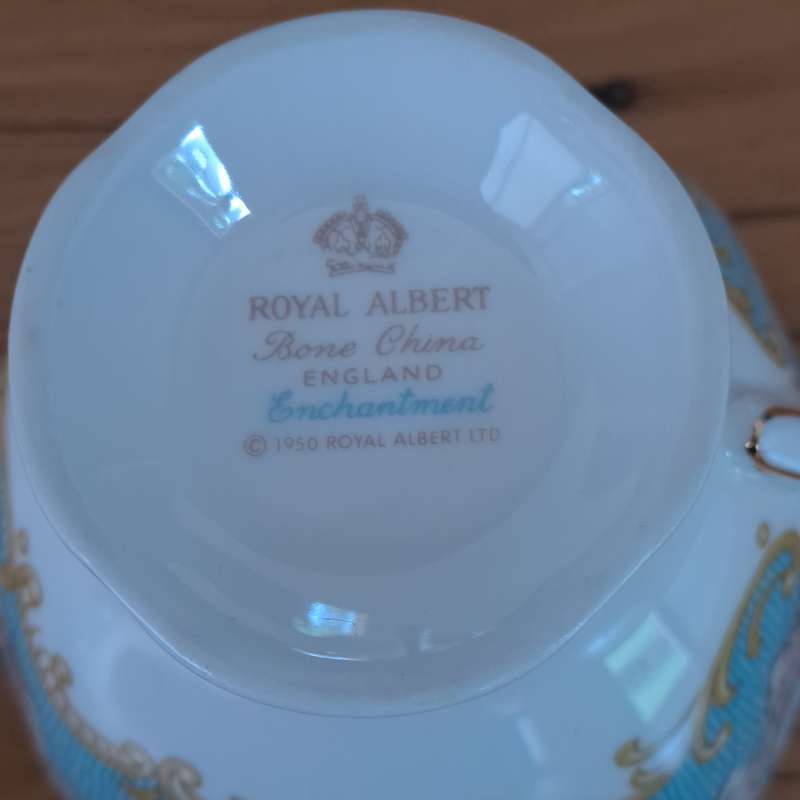 ROYAL ALBERT
Bone China
ENGLAND
Enchantment
© 1950 ROYAL ALBERT LTD